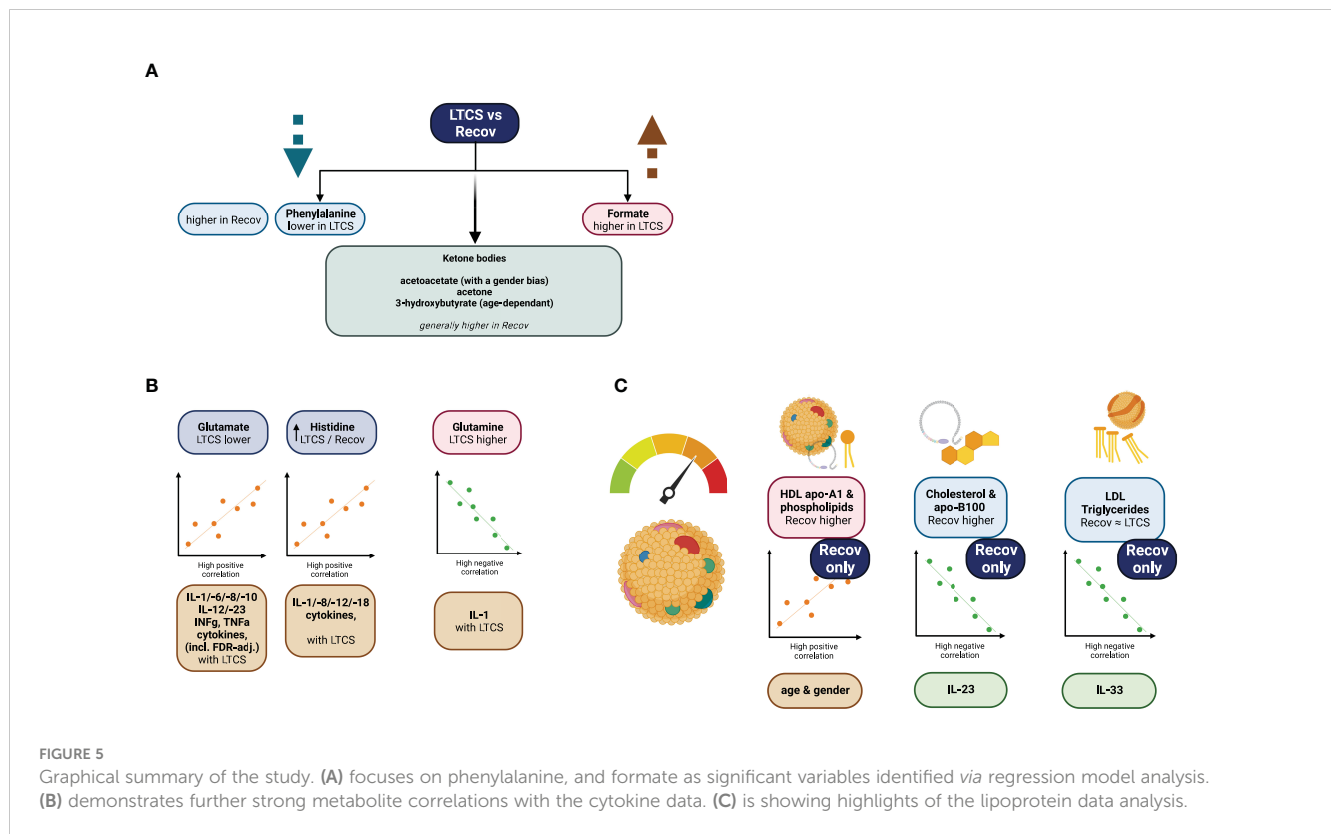 A
LTCS vs
Recov
higher in Recov
Phenylalanine
lower in LTCS
Formate
higher in LTCS
Ketone bodies
acetoacetate (with a gender bias)
acetone
3-hydroxybutyrate (age-dependant)
generally higher in Recov
B
Glutamate
LTCS lower
Histidine
LTCS / Recov
Glutamine
LTCS higher
High positive
correlation
High positive
correlation
High negative
correlation
IL-1/-6/-8/-10
IL-12/-23
INFg, TNFa
cytokines,
(incl. FDR-adj.)
with LTCS
IL-1/-8/-12/-18
cytokines,
with LTCS
IL-1
with LTCS
C
HDL apo-A1 &
phospholipids
Recov higher
Recov
only
High positive
correlation
age & gender
Cholesterol &
apo-B100
Recov higher
Recov
only
High negative
correlation
IL-23
LDL
Triglycerides
Recov ≈ LTCS
Recov
only
High negative
correlation
IL-33
FIGURE 5
Graphical summary of the study. (A) focuses on phenylalanine, and formate as significant variables identified via regression model analysis.
(B) demonstrates further strong metabolite correlations with the cytokine data. (C) is showing highlights of the lipoprotein data analysis.